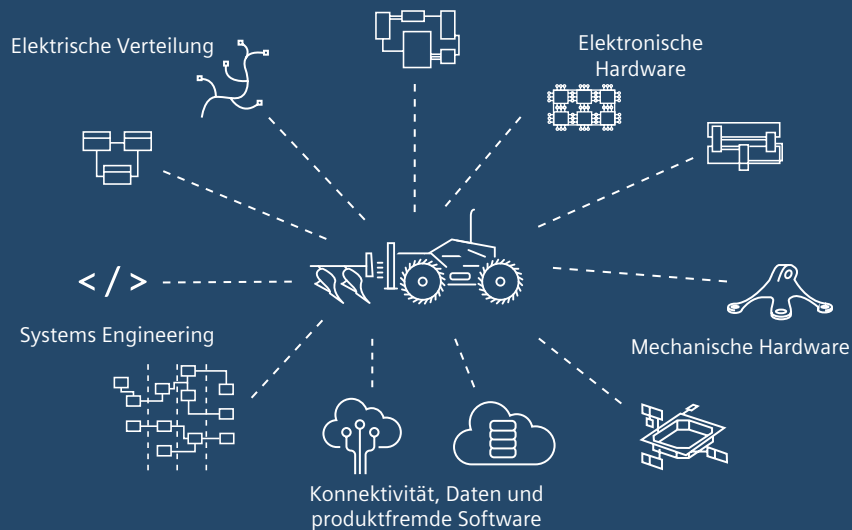 Elektrische Verteilung
Elektronische
Hardware
< / >
Systems Engineering
Mechanische Hardware
Konnektivität, Daten und
produktfremde Software